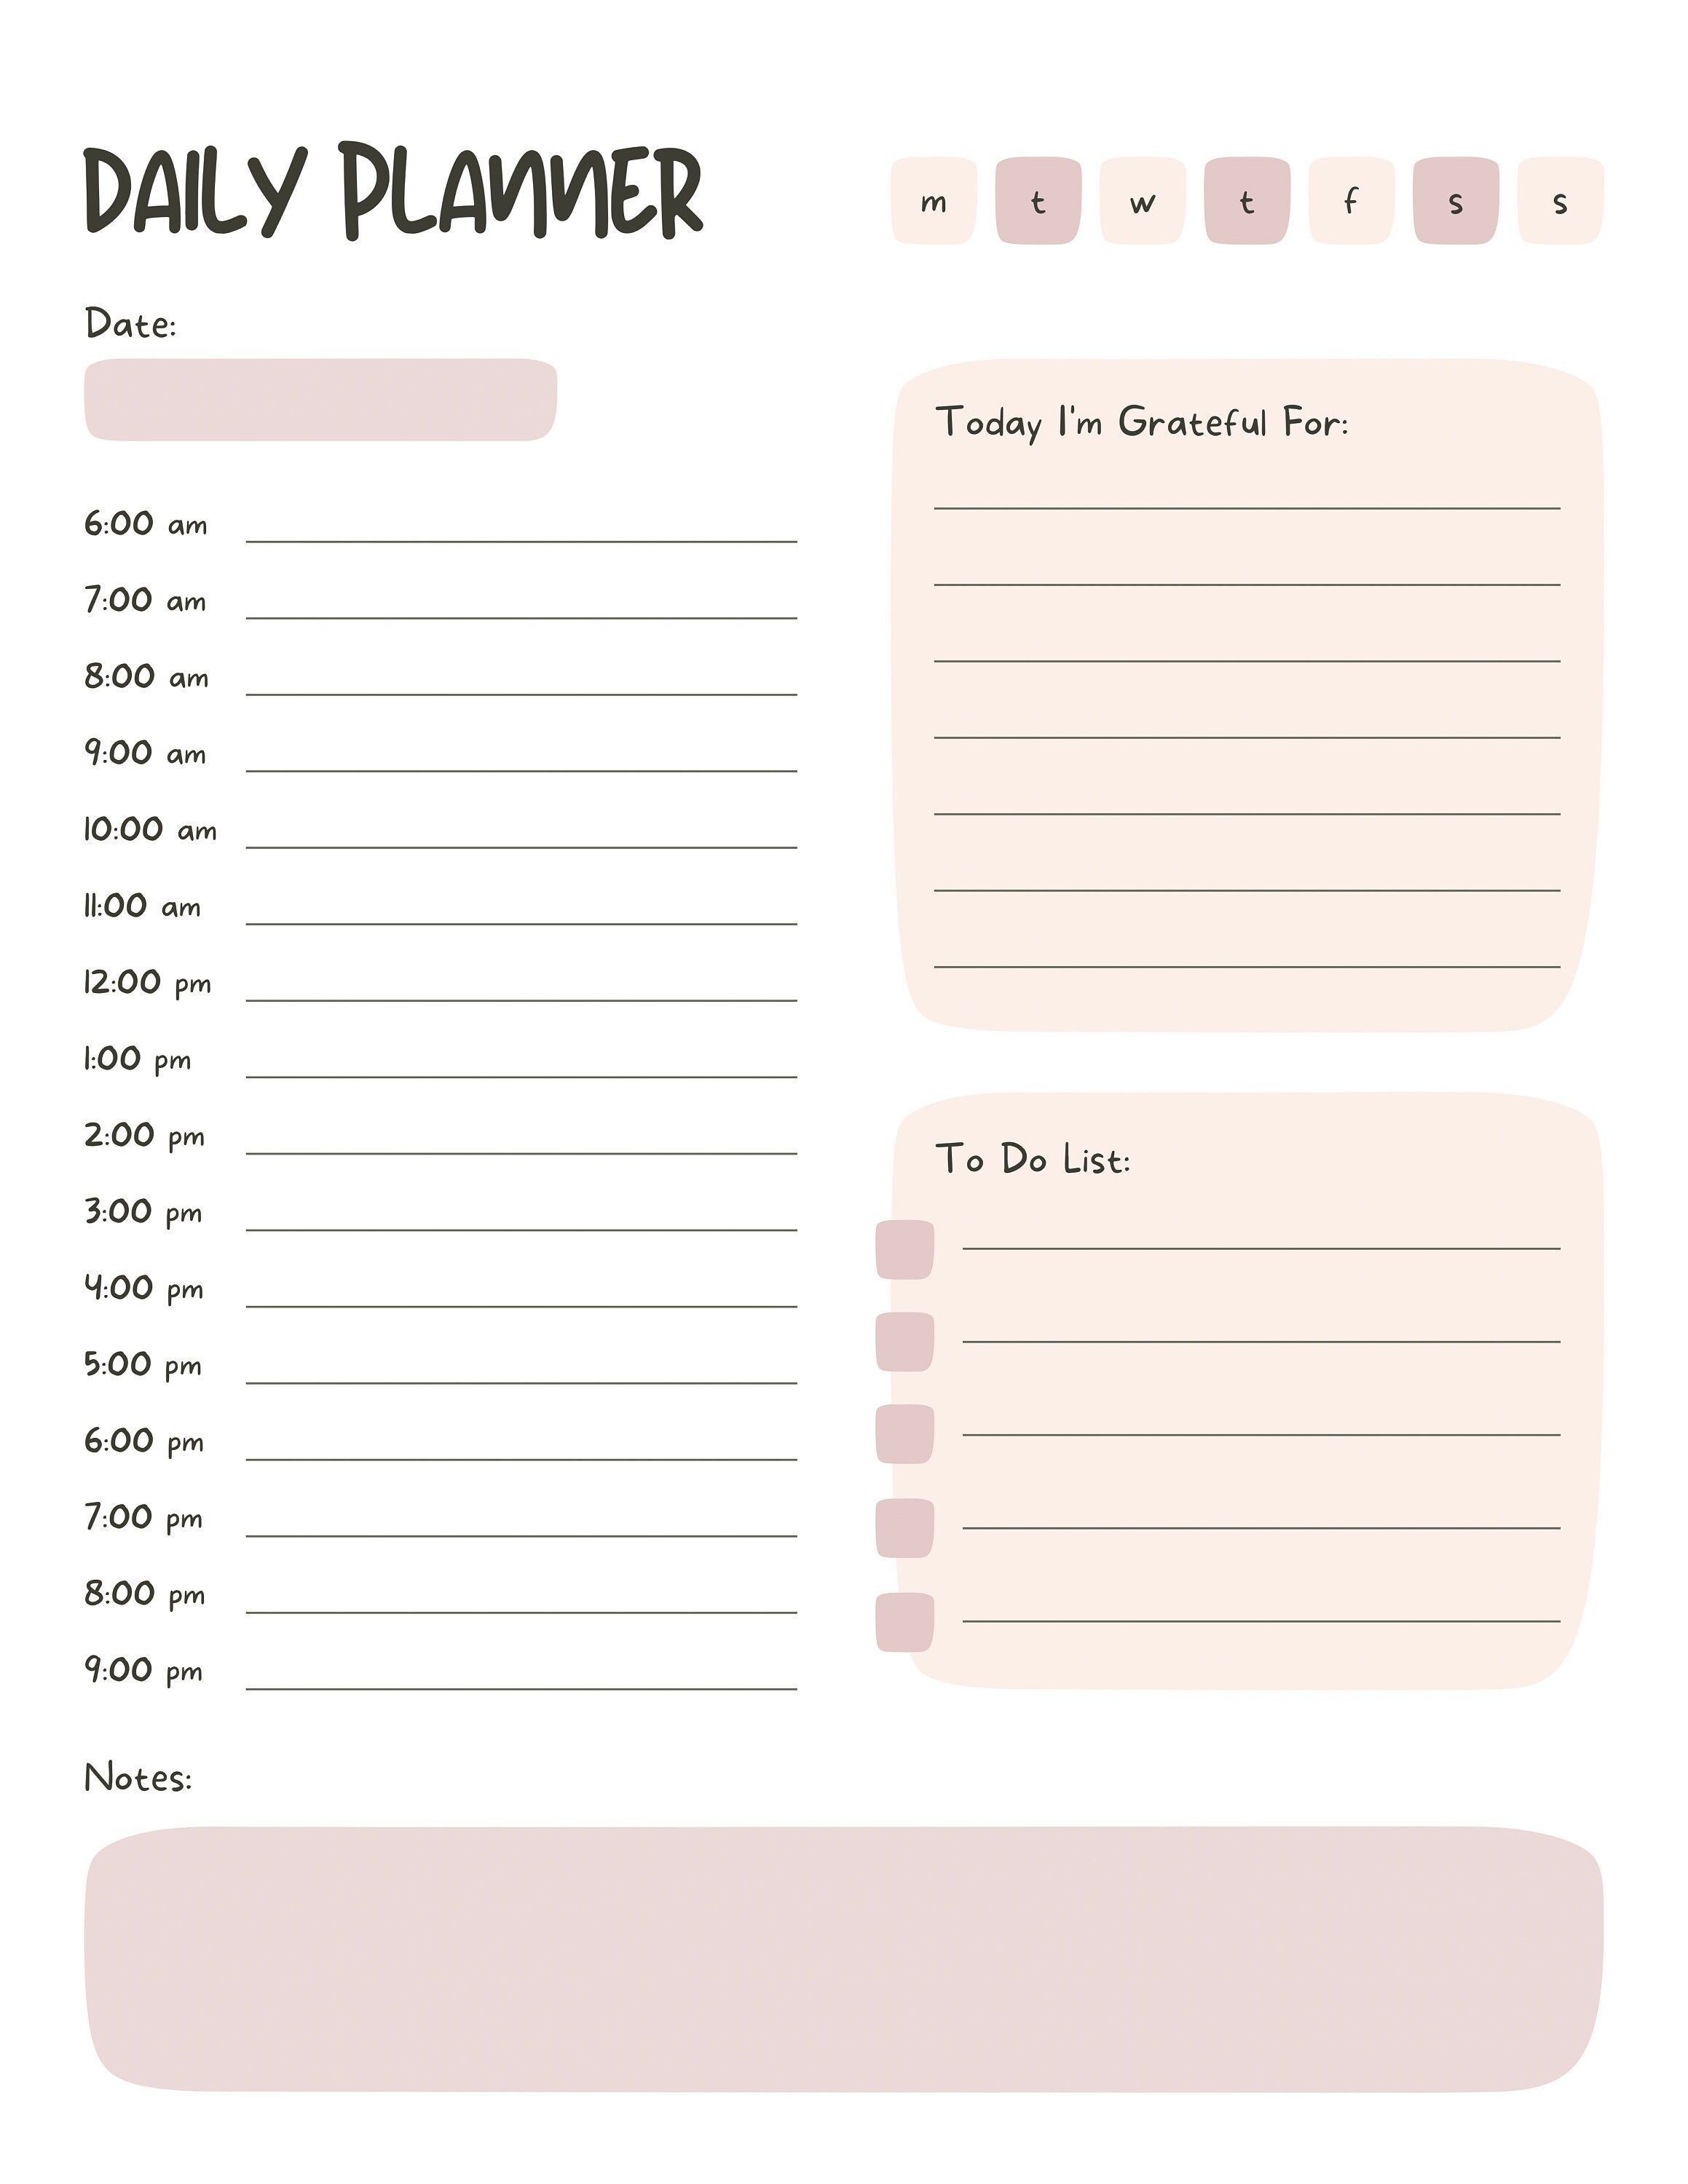 DAILY PLANNER
m t w t f s s
Date:
6:00 am
7:00 am
8:00 am
9:00 am
10:00 am
11:00 am
12:00 pm
1:00 pm
2:00 pm
3:00 pm
4:00 pm
5:00 pm
6:00 pm
7:00 pm
8:00 pm
9:00 pm
Today I'm Grateful For:
To Do List:
Notes: